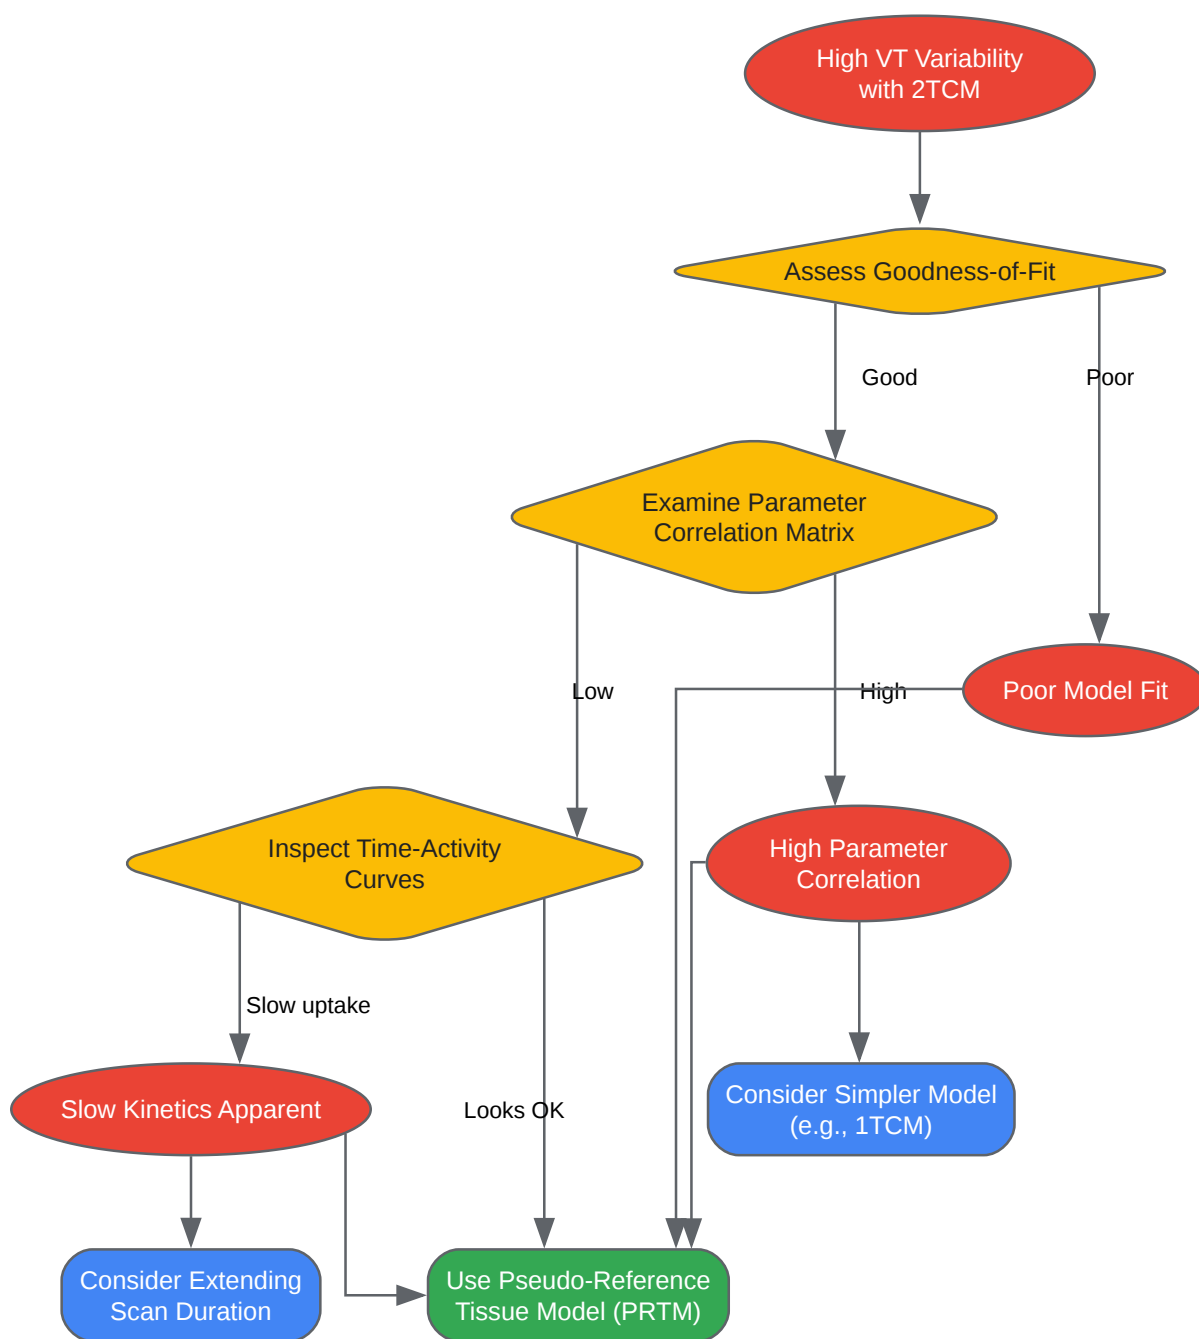 High VT Variability
with 2TCM
Assess Goodness-of-Fit
Good
Poor
Examine Parameter
Correlation Matrix
Low
High
Poor Model Fit
Inspect Time-Activity
Curves
High Parameter
Correlation
Slow uptake
Slow Kinetics Apparent
Looks OK
Consider Simpler Model
(e.g., 1TCM)
Consider Extending
Scan Duration
Use Pseudo-Reference
Tissue Model (PRTM)